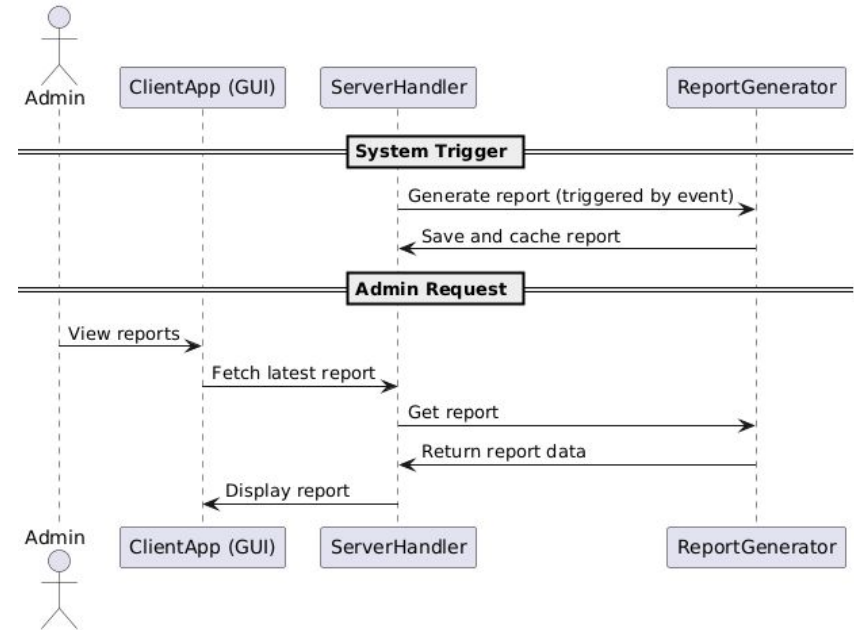 Admin
ClientApp (GUI)
ServerHandler
ReportGenerator
System Trigger
Generate report (triggered by event)
Save and cache report
Admin Request
View reports
Fetch latest report
Get report
Return report data
Display report
Admin
ClientApp (GUI)
ServerHandler
ReportGenerator